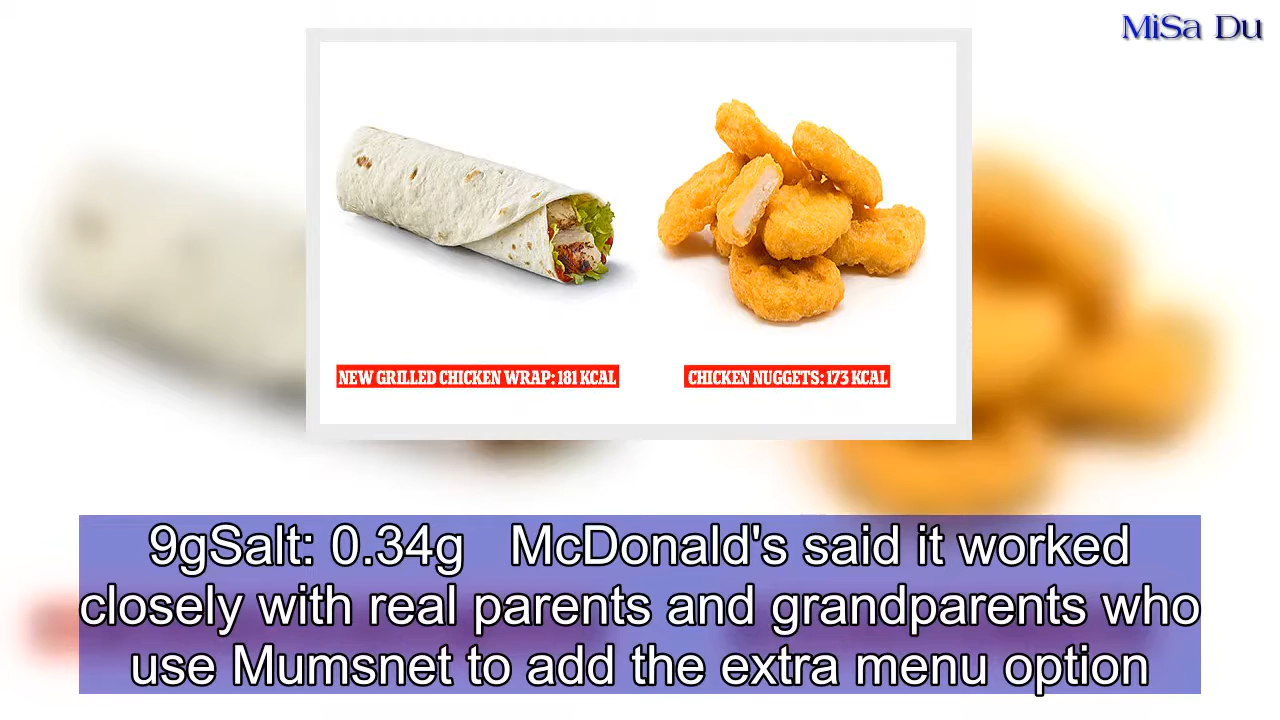 MiSa Du
NEW GRILLED CHICKEN WRAP: 181 KCAL
CHICKEN NUGGETS: 173 KCAL
9gSalt: 0.34g   McDonald's said it worked
closely with real parents and grandparents who
use Mumsnet to add the extra menu option